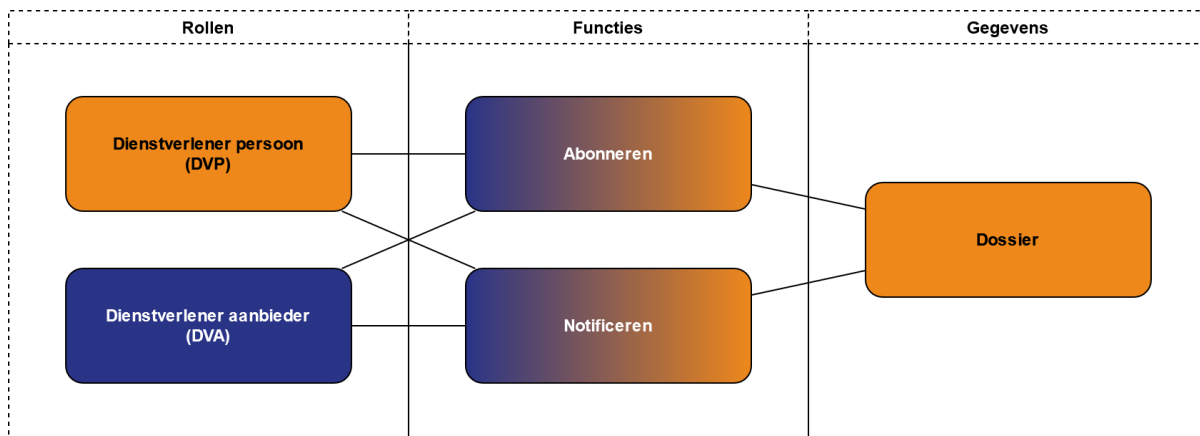 Rollen
Functies
Gegevens
Dienstverlener persoon
(DVP)
Abonneren
Dossier
Dienstverlener aanbieder
(DVA)
Notificeren